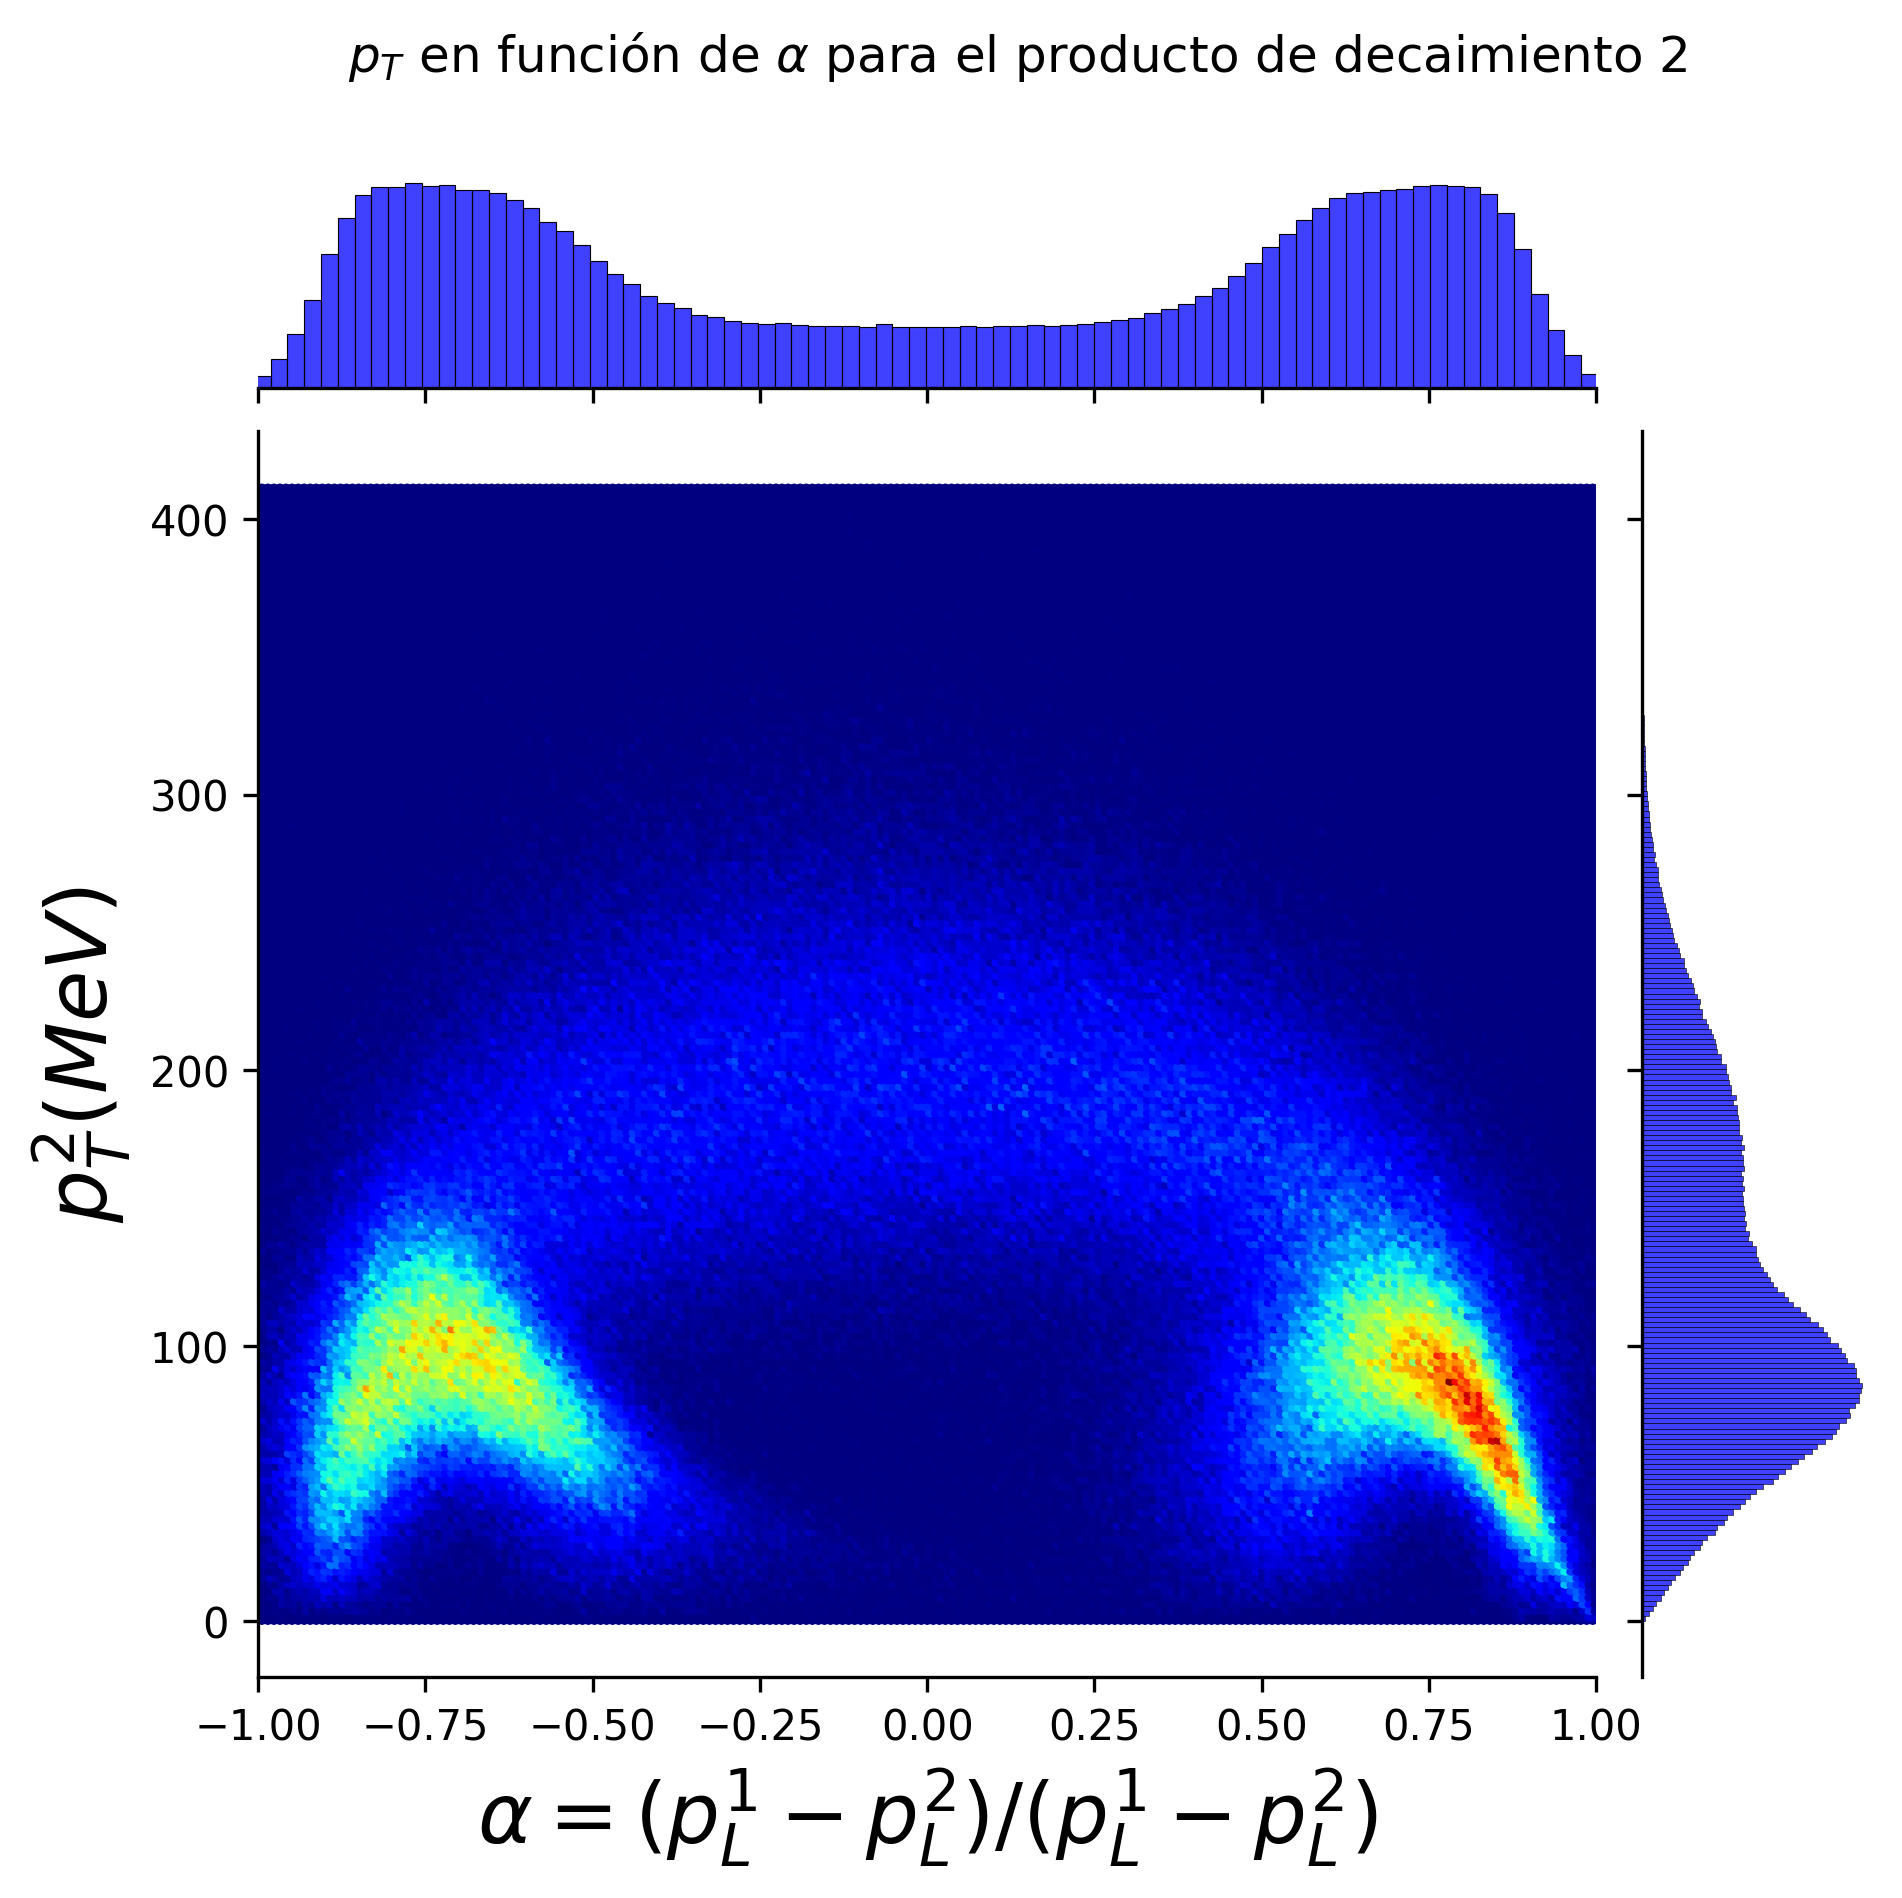 p_T en función de α para el producto de decaimiento 2
400
300
200
100
0
p_T^2(MeV)
−1.00 −0.75 −0.50 −0.25 0.00 0.25 0.50 0.75 1.00
α = (p_L^1 − p_L^2)/(p_L^1 − p_L^2)